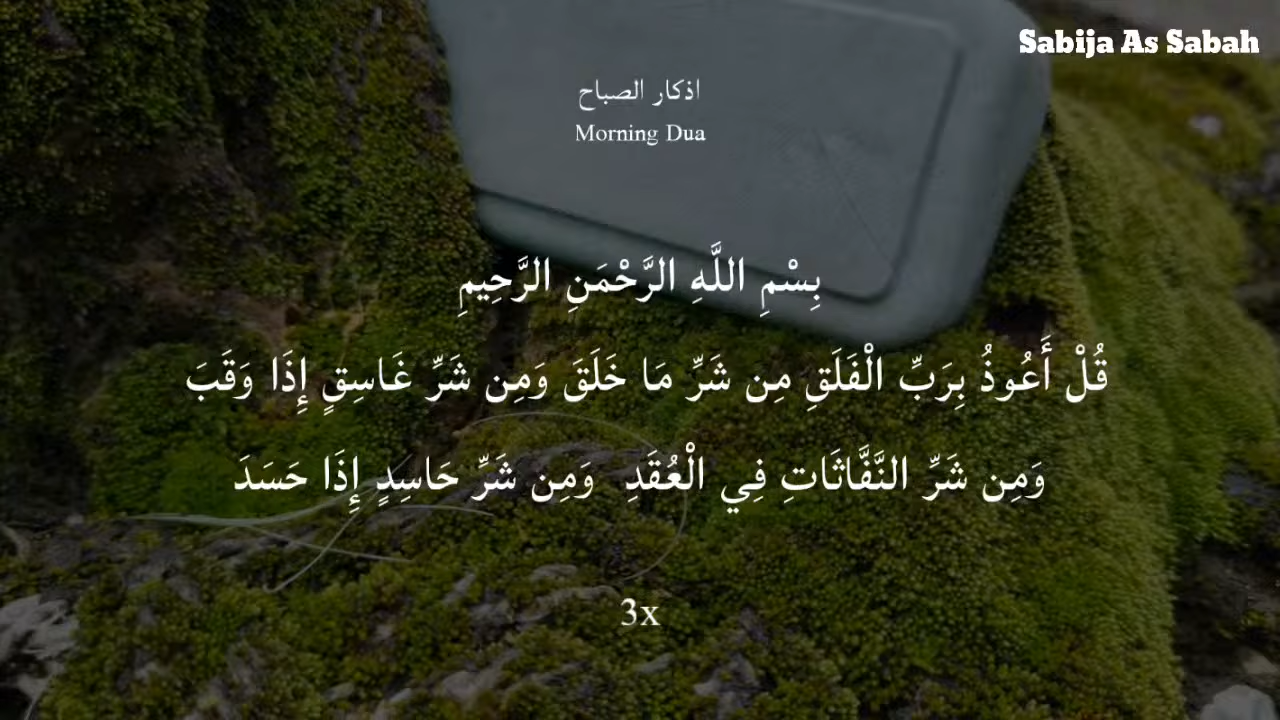 Sabija As Sabah
اذكار الصباح
Morning Dua
بِسْمِ اللَّهِ الرَّحْمَنِ الرَّحِيمِ
قُلْ أَعُوذُ بِرَبِّ الْفَلَقِ مِن شَرِّ مَا خَلَقَ وَمِن شَرِّ غَاسِقٍ إِذَا وَقَبَ
وَمِن شَرِّ النَّفَّاثَاتِ فِي الْعُقَدِ وَمِن شَرِّ حَاسِدٍ إِذَا حَسَدَ
3x